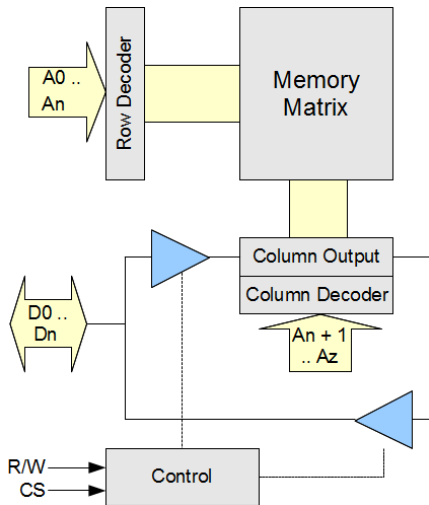 A0 ..
An
Row Decoder
Memory
Matrix
Column Output
Column Decoder
D0 ..
Dn
An + 1
.. Az
R/W
CS
Control